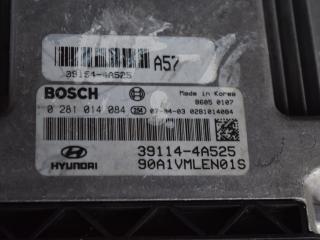 A57
39114-4A525
BOSCH
Made in Korea
8605 0107
0 281 014 084 07-04-03 0281014084
39114-4A525
HYUNDAI
90A1VMLEN01S